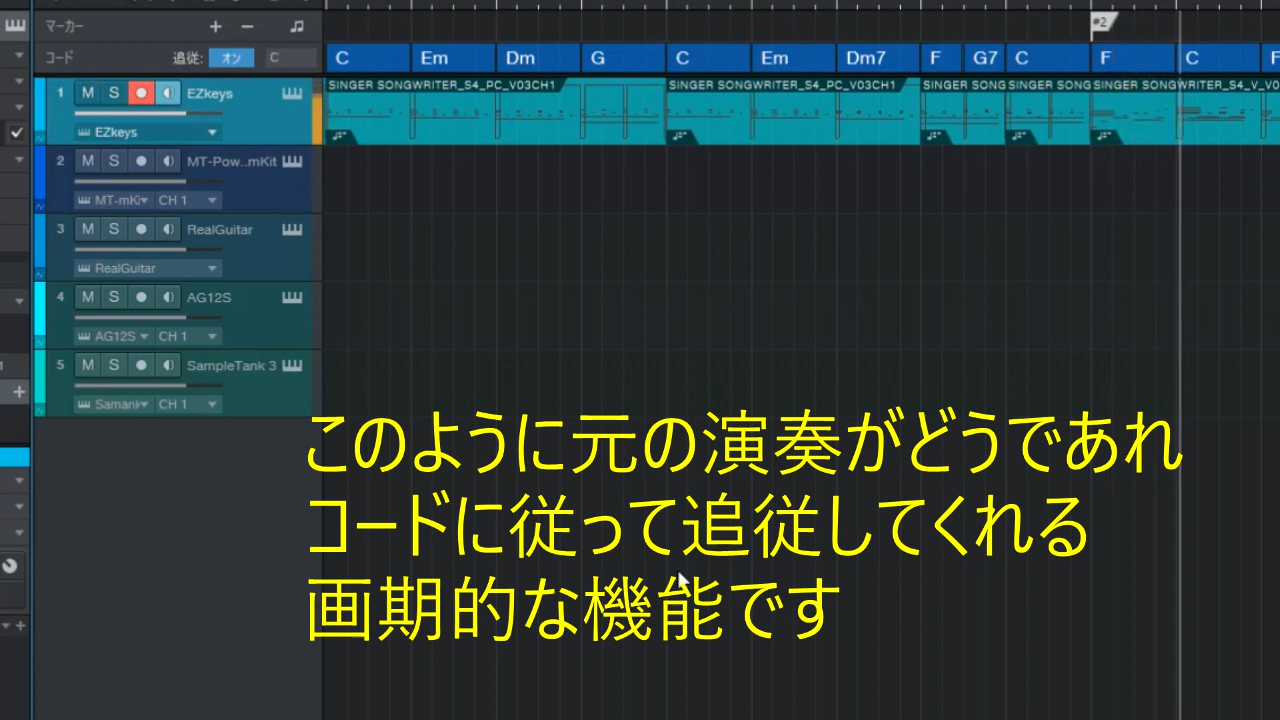 マーカー + − #2
コード 追従: オン C C Em Dm G C Em Dm7 F G7 C F C F
1 M S EZkeys SINGER SONGWRITER_S4_PC_V03CH1 SINGER SONGWRITER_S4_PC_V03CH1 SINGER SONG SINGER SONG SINGER SONGWRITER_S4_V_V0
EZkeys
2 M S MT-Pow..mKit
MT-mKi CH 1
3 M S RealGuitar
RealGuitar
4 M S AG12S
AG12S CH 1
5 M S SampleTank 3
Saman CH 1
このように元の演奏がどうであれ
コードに従って追従してくれる
画期的な機能です